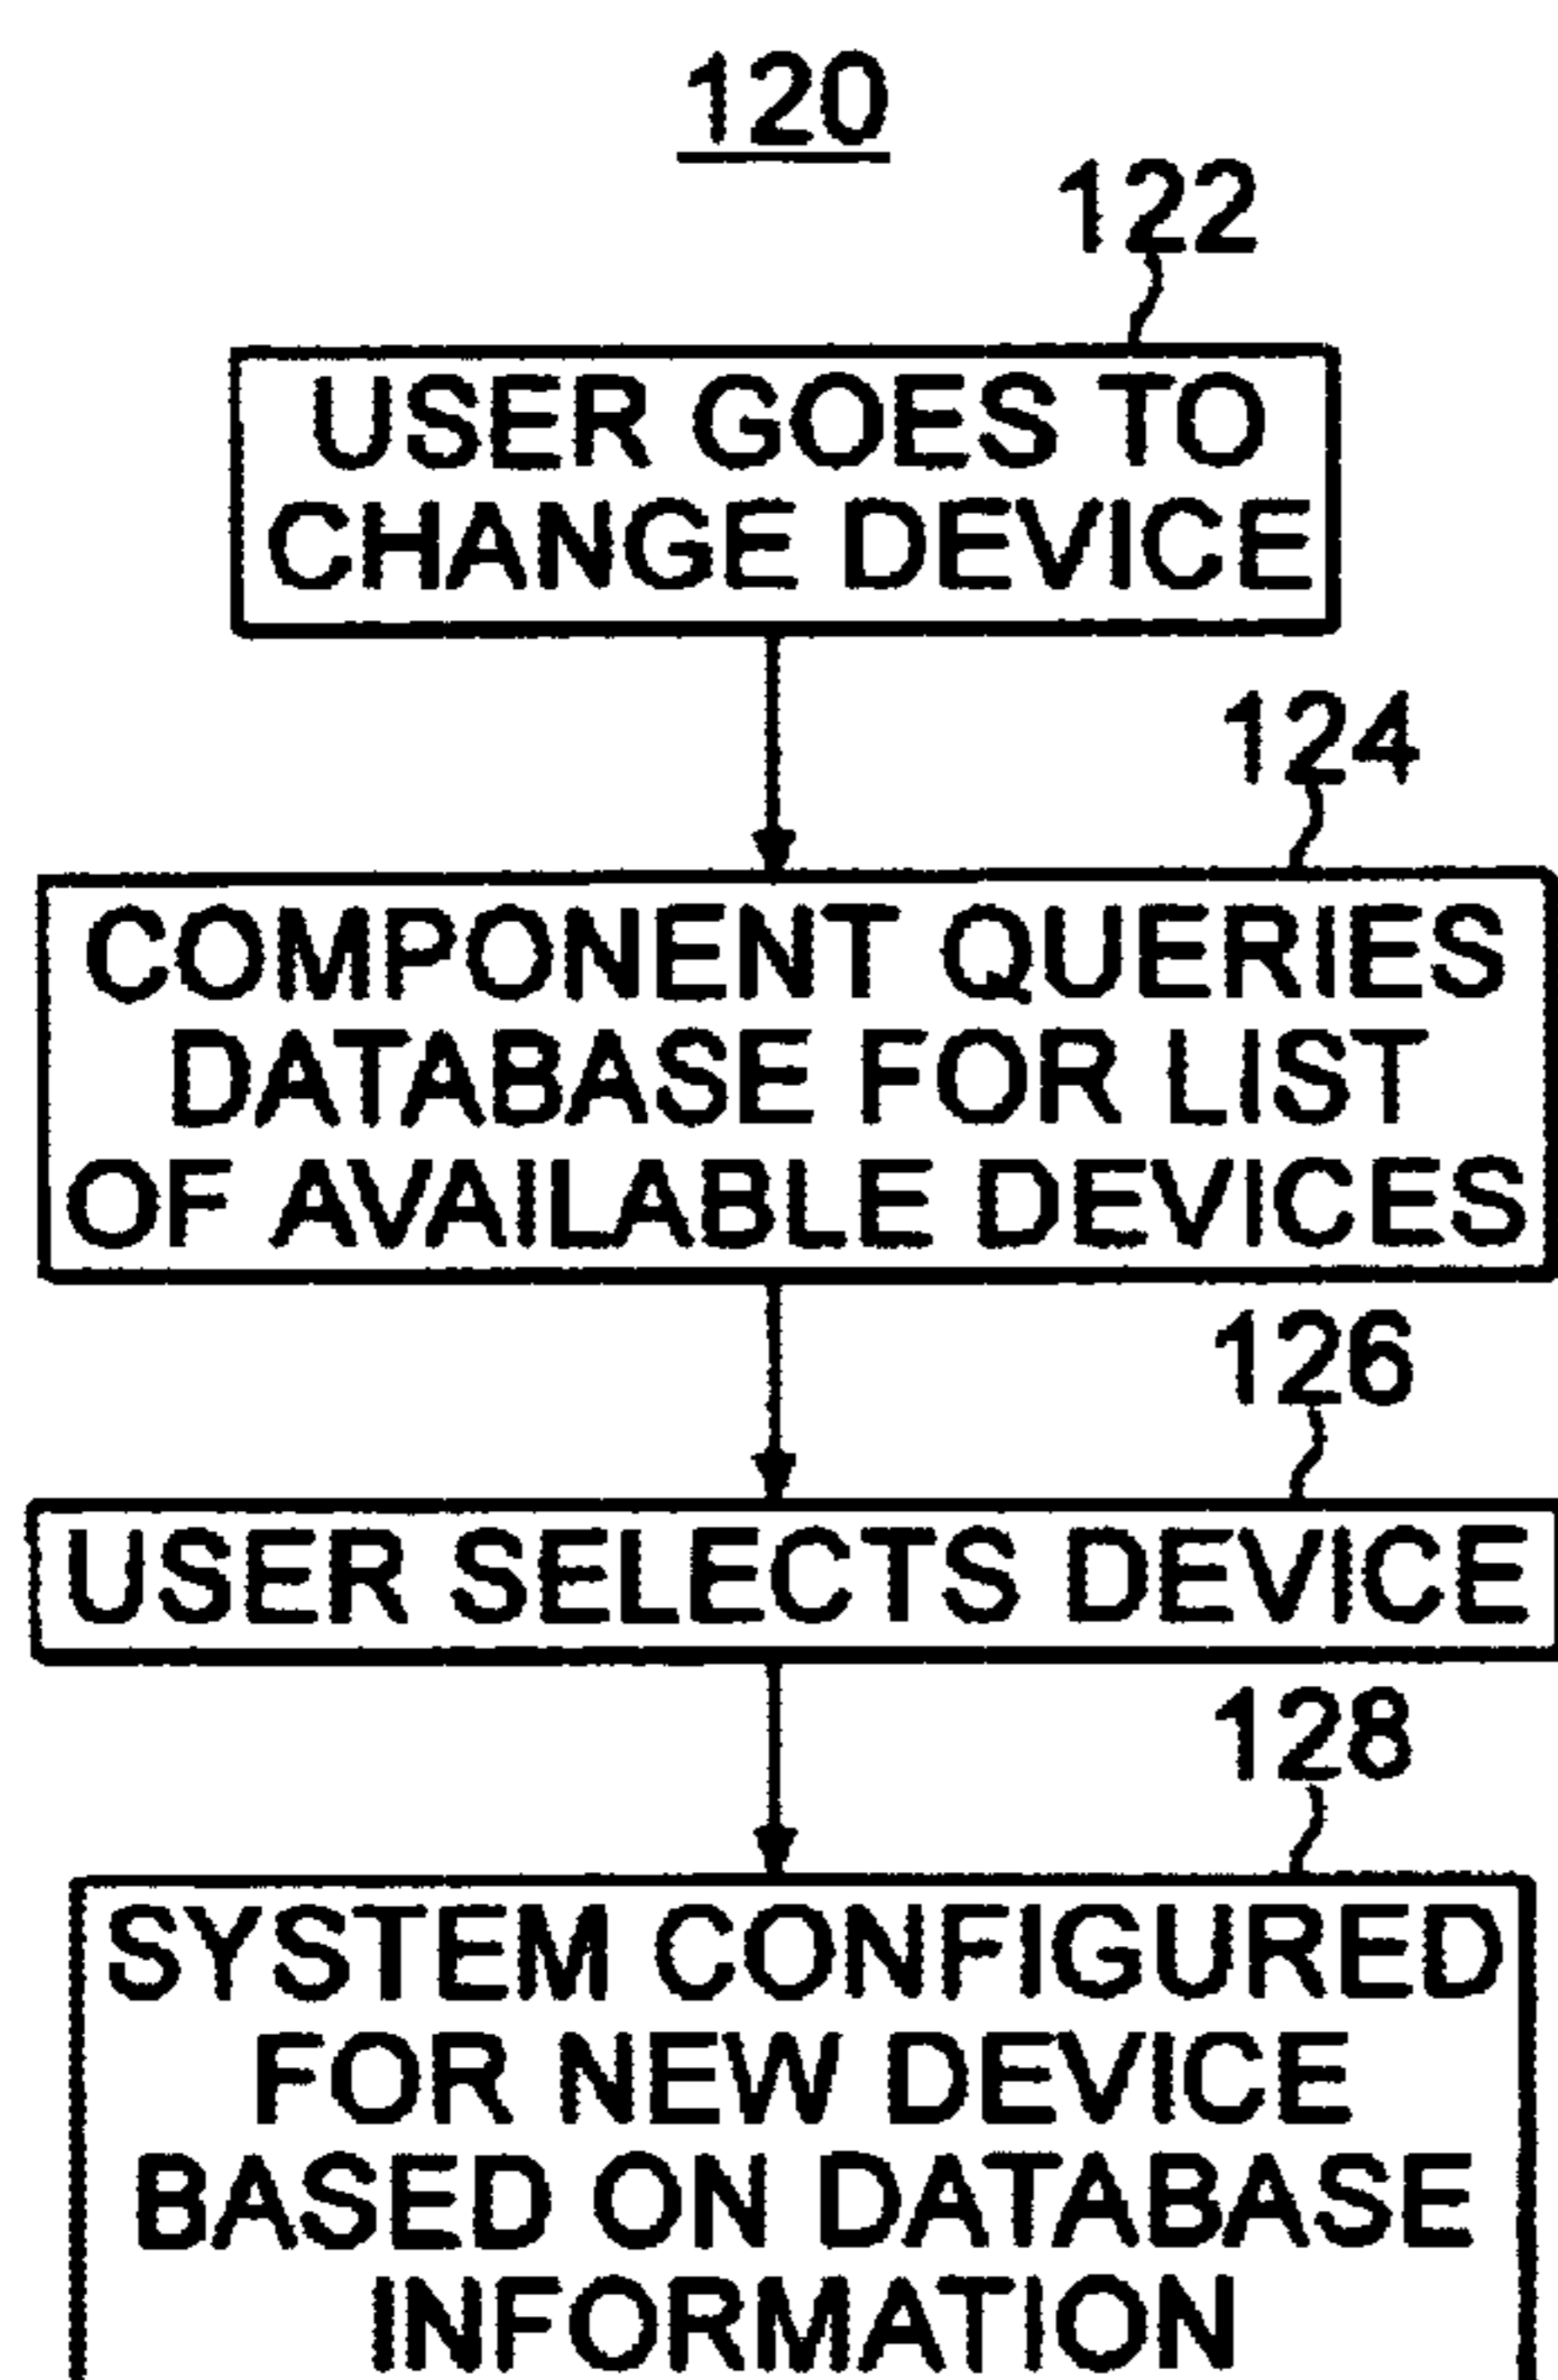 120
122
USER GOES TO
CHANGE DEVICE
124
COMPONENT QUERIES
DATABASE FOR LIST
OF AVAILABLE DEVICES
126
USER SELECTS DEVICE
128
SYSTEM CONFIGURED
FOR NEW DEVICE
BASED ON DATABASE
INFORMATION